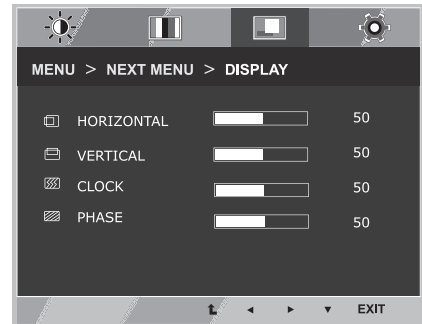 MENU > NEXT MENU > DISPLAY
HORIZONTAL 50
VERTICAL 50
CLOCK 50
PHASE 50
EXIT